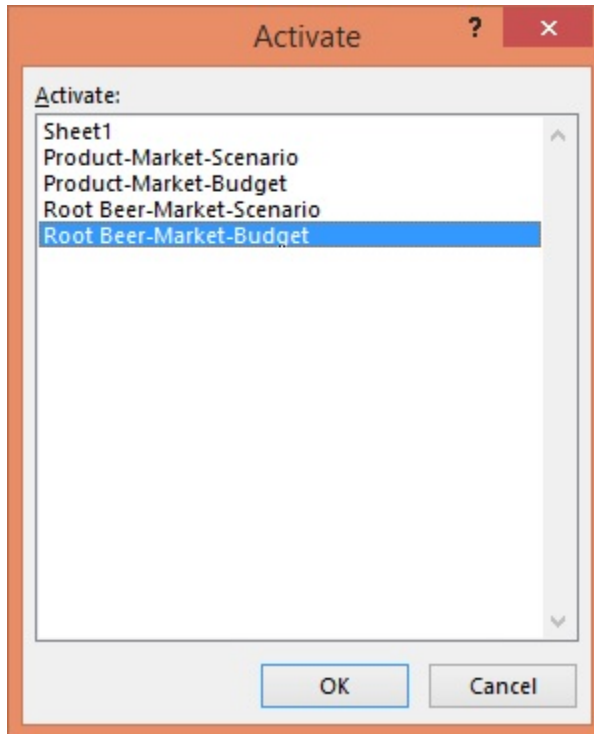 Activate
?
×
Activate:
Sheet1
Product-Market-Scenario
Product-Market-Budget
Root Beer-Market-Scenario
Root Beer-Market-Budget
OK
Cancel